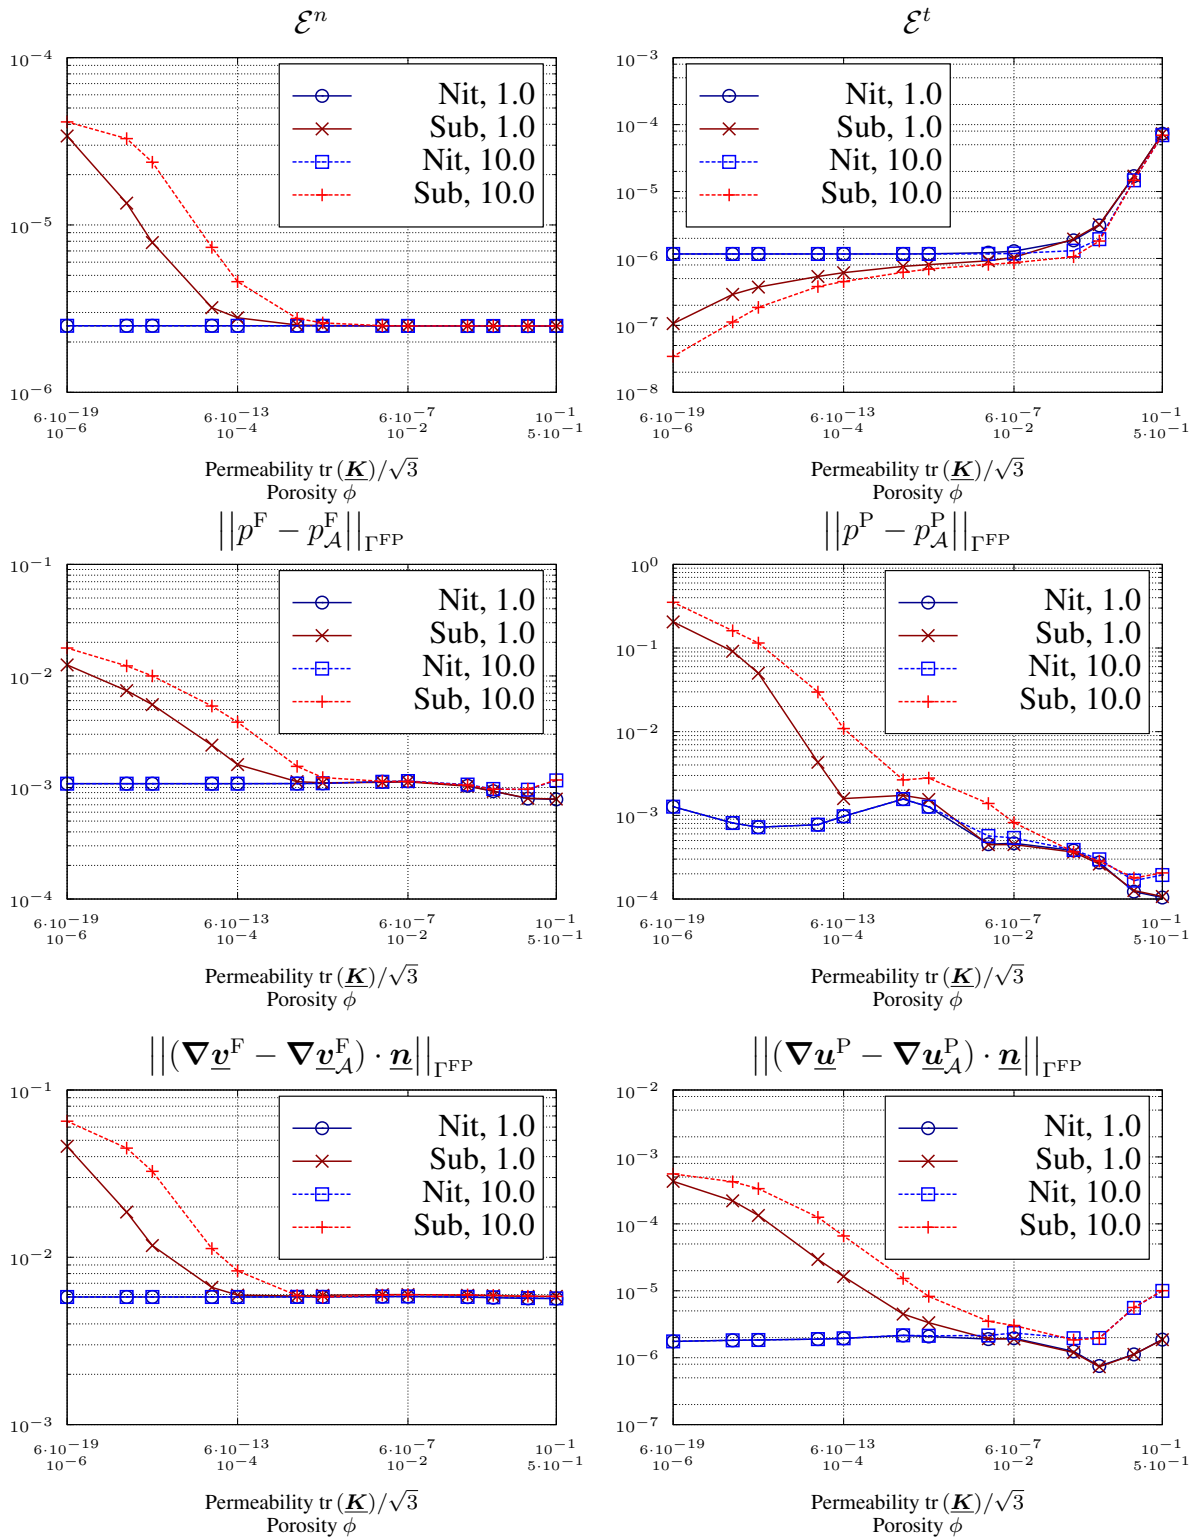 𝓔ⁿ
10⁻⁴
10⁻⁵
10⁻⁶
Nit, 1.0
Sub, 1.0
Nit, 10.0
Sub, 10.0
6·10⁻¹⁹ 6·10⁻¹³ 6·10⁻⁷ 10⁻¹
10⁻⁶ 10⁻⁴ 10⁻² 5·10⁻¹
Permeability tr (K)/√3
Porosity ϕ
𝓔ᵗ
10⁻³
10⁻⁴
10⁻⁵
10⁻⁶
10⁻⁷
10⁻⁸
Nit, 1.0
Sub, 1.0
Nit, 10.0
Sub, 10.0
6·10⁻¹⁹ 6·10⁻¹³ 6·10⁻⁷ 10⁻¹
10⁻⁶ 10⁻⁴ 10⁻² 5·10⁻¹
Permeability tr (K)/√3
Porosity ϕ
||p^F − p^F_𝒜||_Γ^FP
10⁻¹
10⁻²
10⁻³
10⁻⁴
Nit, 1.0
Sub, 1.0
Nit, 10.0
Sub, 10.0
6·10⁻¹⁹ 6·10⁻¹³ 6·10⁻⁷ 10⁻¹
10⁻⁶ 10⁻⁴ 10⁻² 5·10⁻¹
Permeability tr (K)/√3
Porosity ϕ
||p^P − p^P_𝒜||_Γ^FP
10⁰
10⁻¹
10⁻²
10⁻³
10⁻⁴
Nit, 1.0
Sub, 1.0
Nit, 10.0
Sub, 10.0
6·10⁻¹⁹ 6·10⁻¹³ 6·10⁻⁷ 10⁻¹
10⁻⁶ 10⁻⁴ 10⁻² 5·10⁻¹
Permeability tr (K)/√3
Porosity ϕ
||(∇v^F − ∇v^F_𝒜) · n||_Γ^FP
10⁻¹
10⁻²
10⁻³
Nit, 1.0
Sub, 1.0
Nit, 10.0
Sub, 10.0
6·10⁻¹⁹ 6·10⁻¹³ 6·10⁻⁷ 10⁻¹
10⁻⁶ 10⁻⁴ 10⁻² 5·10⁻¹
Permeability tr (K)/√3
Porosity ϕ
||(∇u^P − ∇u^P_𝒜) · n||_Γ^FP
10⁻²
10⁻³
10⁻⁴
10⁻⁵
10⁻⁶
10⁻⁷
Nit, 1.0
Sub, 1.0
Nit, 10.0
Sub, 10.0
6·10⁻¹⁹ 6·10⁻¹³ 6·10⁻⁷ 10⁻¹
10⁻⁶ 10⁻⁴ 10⁻² 5·10⁻¹
Permeability tr (K)/√3
Porosity ϕ